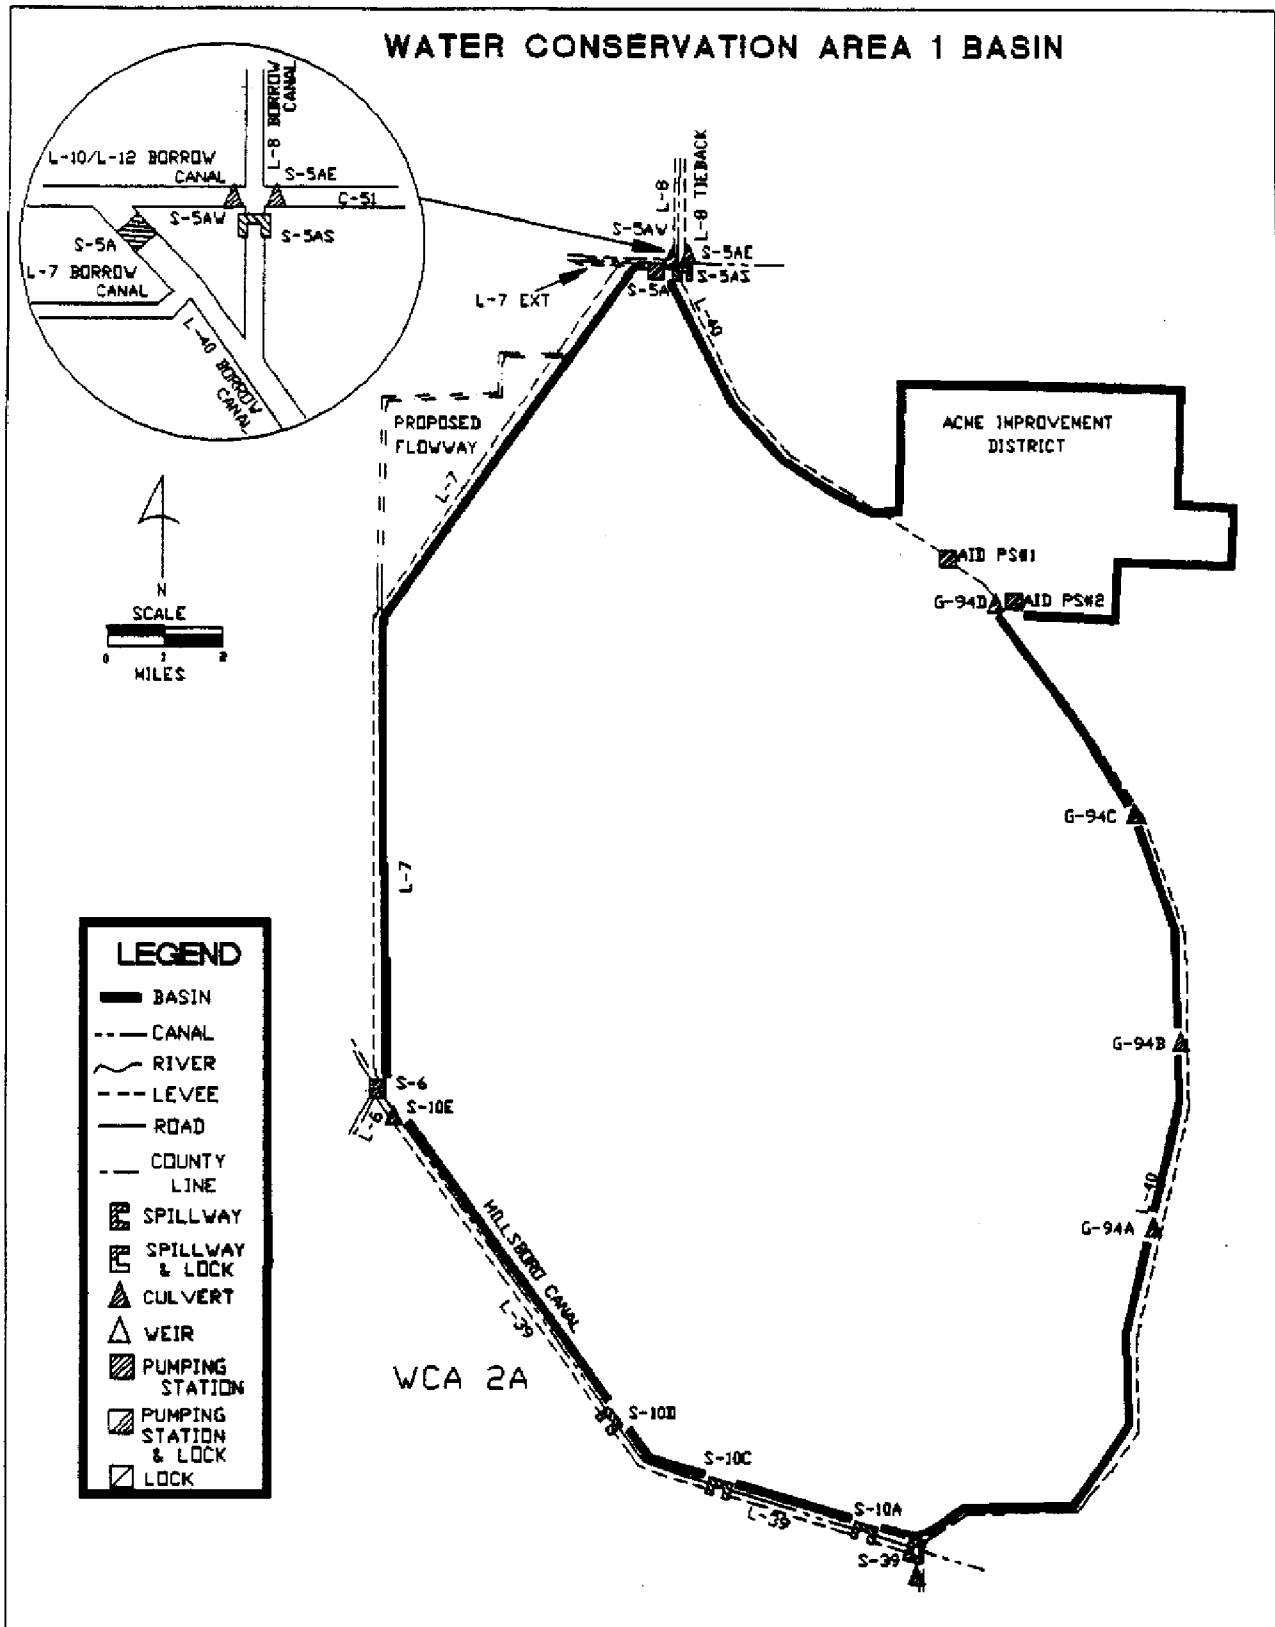 WATER CONSERVATION AREA 1 BASIN
L-8 BORROW
CANAL
L-10/L-12 BORROW
CANAL
S-5AE
C-51
S-5AW
S-5AS
S-5A
L-7 BORROW
CANAL
L-40 BORROW
CANAL
L-8
L-8 TIEBACK
S-5AW
S-5AE
S-5AS
S-5A
L-7 EXT
L-40
PROPOSED
FLOWWAY
L-7
ACME IMPROVEMENT
DISTRICT
AID PS#1
G-94D
AID PS#2
N
SCALE
0 1 2
MILES
G-94C
L-7
G-94B
S-6
S-10E
L-6
L-40
G-94A
HILLSBORO CANAL
L-39
WCA 2A
S-10D
S-10C
L-39
S-10A
S-39
LEGEND
BASIN
CANAL
RIVER
LEVEE
ROAD
COUNTY
LINE
SPILLWAY
SPILLWAY
& LOCK
CULVERT
WEIR
PUMPING
STATION
PUMPING
STATION
& LOCK
LOCK